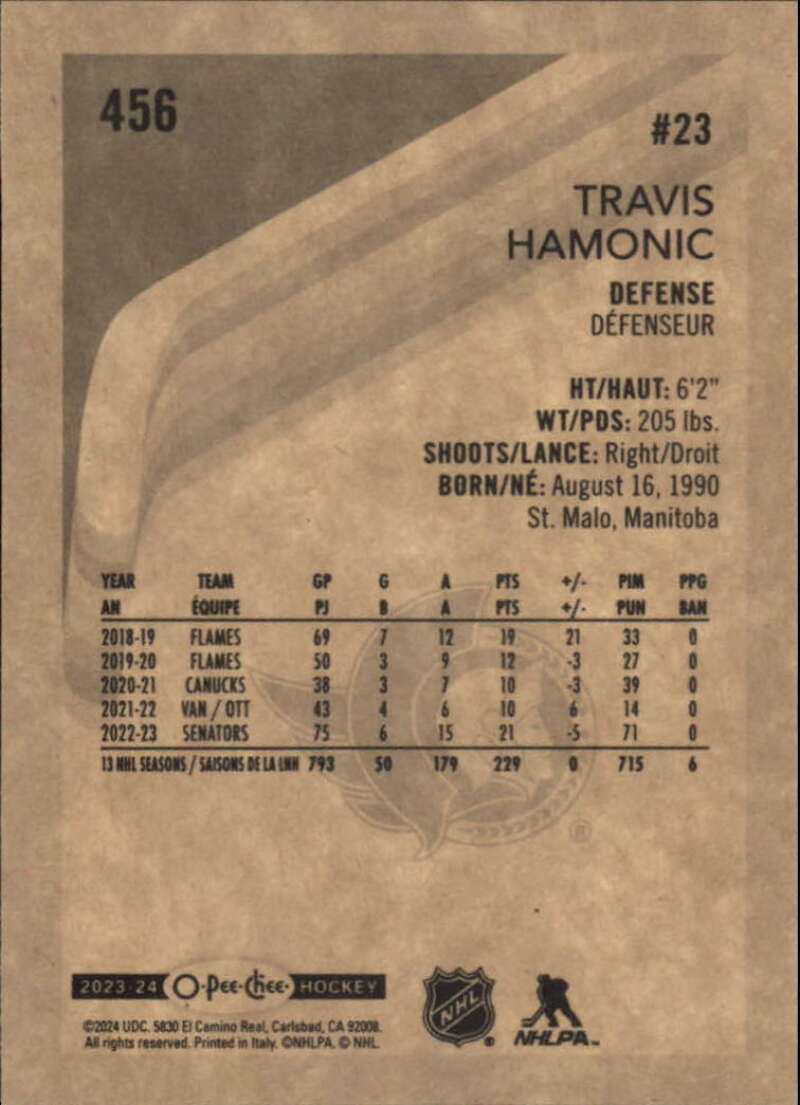 456
#23
TRAVIS
HAMONIC
DEFENSE
DÉFENSEUR
HT/HAUT: 6'2"
WT/PDS: 205 lbs.
SHOOTS/LANCE: Right/Droit
BORN/NÉ: August 16, 1990
St. Malo, Manitoba
YEAR TEAM GP G A PTS +/- PIM PPG
AN ÉQUIPE PJ B A PTS +/- PUN BAN
2018-19 FLAMES 69 7 12 19 21 33 0
2019-20 FLAMES 50 3 9 12 -3 27 0
2020-21 CANUCKS 38 3 7 10 -3 39 0
2021-22 VAN / OTT 43 4 6 10 6 14 0
2022-23 SENATORS 75 6 15 21 -5 71 0
13 NHL SEASONS / SAISONS DE LA LNH 793 50 179 229 0 715 6
®
2023-24 O-Pee-Chee HOCKEY
©2024 UDC. 5830 El Camino Real, Carlsbad, CA 92008.
All rights reserved. Printed in Italy. ©NHLPA. © NHL.
NHL
NHLPA™